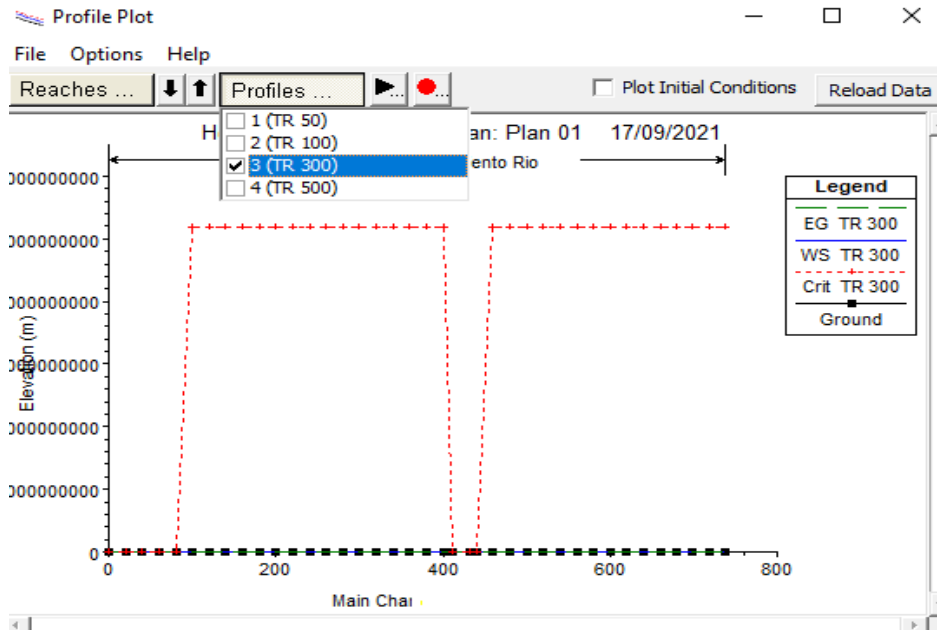 Profile Plot
File Options Help
Reaches ... Profiles ... Plot Initial Conditions Reload Data
1 (TR 50)
2 (TR 100)
3 (TR 300)
4 (TR 500)
H an: Plan 01 17/09/2021
ento Rio
000000000
000000000
000000000
000000000
000000000
000000000
0
Elevation (m)
0 200 400 600 800
Main Cha
Legend
EG TR 300
WS TR 300
Crit TR 300
Ground